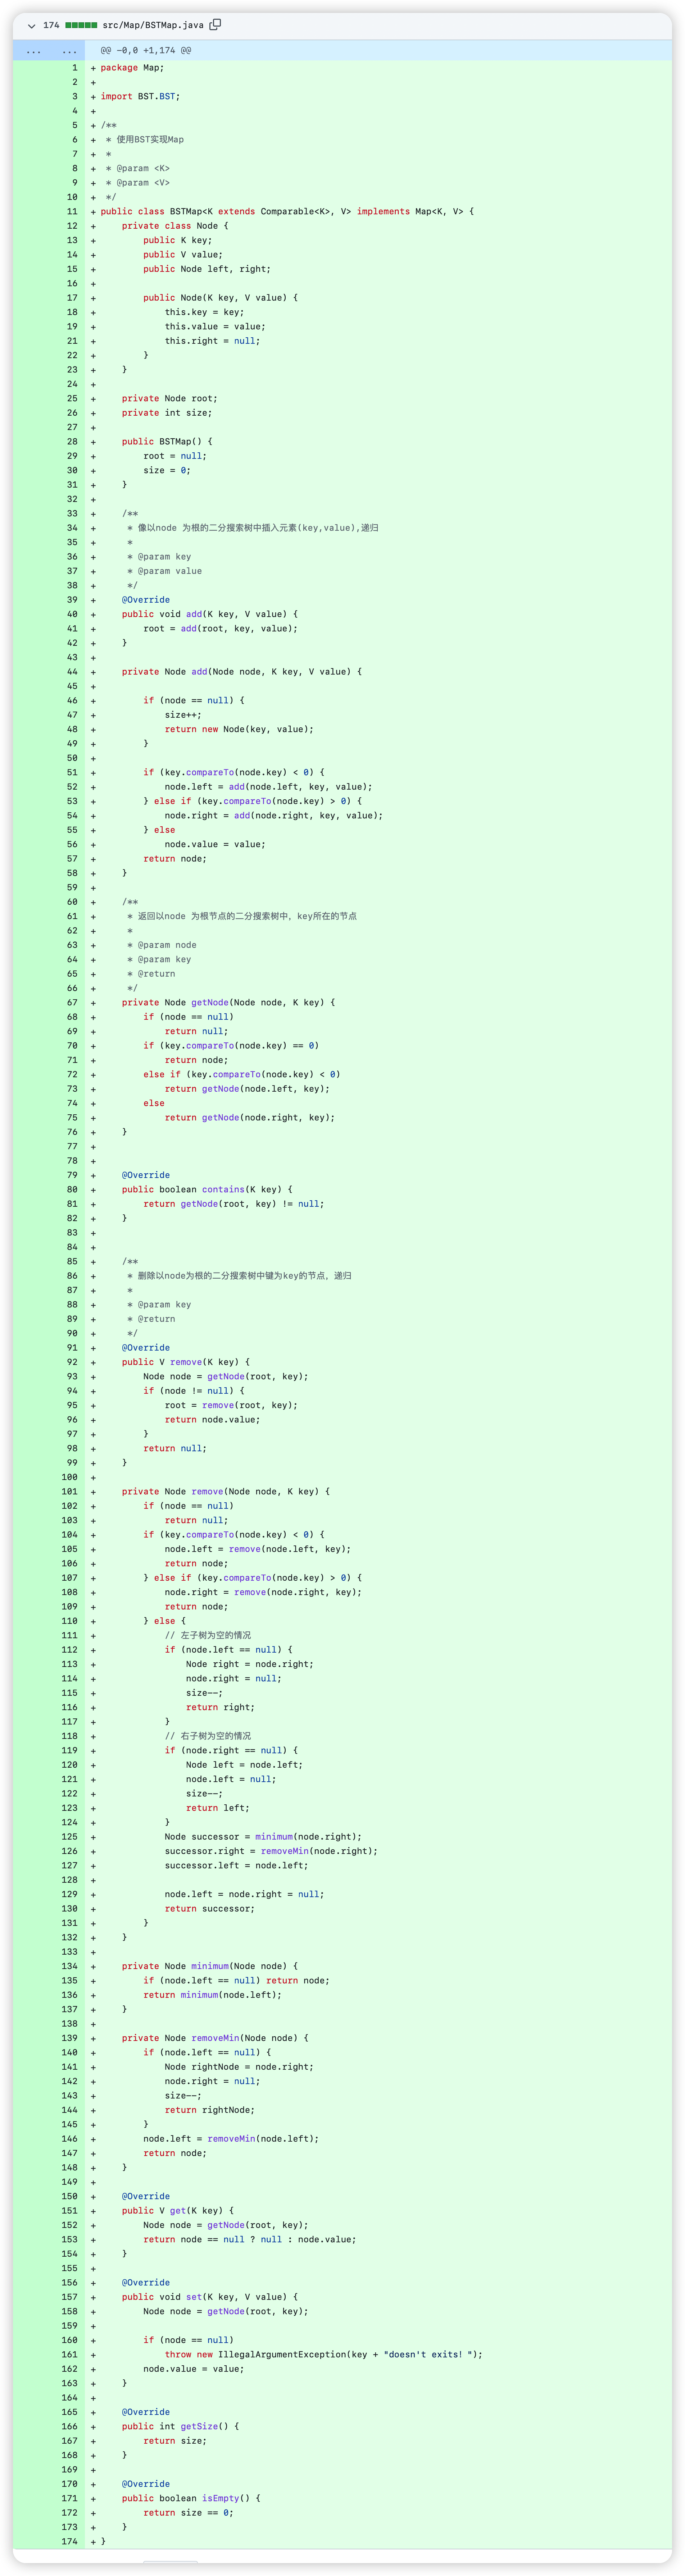 174 src/Map/BSTMap.java
... ... @@ -0,0 +1,174 @@
1 + package Map;
2 +
3 + import BST.BST;
4 +
5 + /**
6 + * 使用BST实现Map
7 + *
8 + * @param <K>
9 + * @param <V>
10 + */
11 + public class BSTMap<K extends Comparable<K>, V> implements Map<K, V> {
12 + private class Node {
13 + public K key;
14 + public V value;
15 + public Node left, right;
16 +
17 + public Node(K key, V value) {
18 + this.key = key;
19 + this.value = value;
21 + this.right = null;
22 + }
23 + }
24 +
25 + private Node root;
26 + private int size;
27 +
28 + public BSTMap() {
29 + root = null;
30 + size = 0;
31 + }
32 +
33 + /**
34 + * 像以node 为根的二分搜索树中插入元素(key,value),递归
35 + *
36 + * @param key
37 + * @param value
38 + */
39 + @Override
40 + public void add(K key, V value) {
41 + root = add(root, key, value);
42 + }
43 +
44 + private Node add(Node node, K key, V value) {
45 +
46 + if (node == null) {
47 + size++;
48 + return new Node(key, value);
49 + }
50 +
51 + if (key.compareTo(node.key) < 0) {
52 + node.left = add(node.left, key, value);
53 + } else if (key.compareTo(node.key) > 0) {
54 + node.right = add(node.right, key, value);
55 + } else
56 + node.value = value;
57 + return node;
58 + }
59 +
60 + /**
61 + * 返回以node 为根节点的二分搜索树中，key所在的节点
62 + *
63 + * @param node
64 + * @param key
65 + * @return
66 + */
67 + private Node getNode(Node node, K key) {
68 + if (node == null)
69 + return null;
70 + if (key.compareTo(node.key) == 0)
71 + return node;
72 + else if (key.compareTo(node.key) < 0)
73 + return getNode(node.left, key);
74 + else
75 + return getNode(node.right, key);
76 + }
77 +
78 +
79 + @Override
80 + public boolean contains(K key) {
81 + return getNode(root, key) != null;
82 + }
83 +
84 +
85 + /**
86 + * 删除以node为根的二分搜索树中键为key的节点，递归
87 + *
88 + * @param key
89 + * @return
90 + */
91 + @Override
92 + public V remove(K key) {
93 + Node node = getNode(root, key);
94 + if (node != null) {
95 + root = remove(root, key);
96 + return node.value;
97 + }
98 + return null;
99 + }
100 +
101 + private Node remove(Node node, K key) {
102 + if (node == null)
103 + return null;
104 + if (key.compareTo(node.key) < 0) {
105 + node.left = remove(node.left, key);
106 + return node;
107 + } else if (key.compareTo(node.key) > 0) {
108 + node.right = remove(node.right, key);
109 + return node;
110 + } else {
111 + // 左子树为空的情况
112 + if (node.left == null) {
113 + Node right = node.right;
114 + node.right = null;
115 + size--;
116 + return right;
117 + }
118 + // 右子树为空的情况
119 + if (node.right == null) {
120 + Node left = node.left;
121 + node.left = null;
122 + size--;
123 + return left;
124 + }
125 + Node successor = minimum(node.right);
126 + successor.right = removeMin(node.right);
127 + successor.left = node.left;
128 +
129 + node.left = node.right = null;
130 + return successor;
131 + }
132 + }
133 +
134 + private Node minimum(Node node) {
135 + if (node.left == null) return node;
136 + return minimum(node.left);
137 + }
138 +
139 + private Node removeMin(Node node) {
140 + if (node.left == null) {
141 + Node rightNode = node.right;
142 + node.right = null;
143 + size--;
144 + return rightNode;
145 + }
146 + node.left = removeMin(node.left);
147 + return node;
148 + }
149 +
150 + @Override
151 + public V get(K key) {
152 + Node node = getNode(root, key);
153 + return node == null ? null : node.value;
154 + }
155 +
156 + @Override
157 + public void set(K key, V value) {
158 + Node node = getNode(root, key);
159 +
160 + if (node == null)
161 + throw new IllegalArgumentException(key + "doesn't exits! ");
162 + node.value = value;
163 + }
164 +
165 + @Override
166 + public int getSize() {
167 + return size;
168 + }
169 +
170 + @Override
171 + public boolean isEmpty() {
172 + return size == 0;
173 + }
174 + }